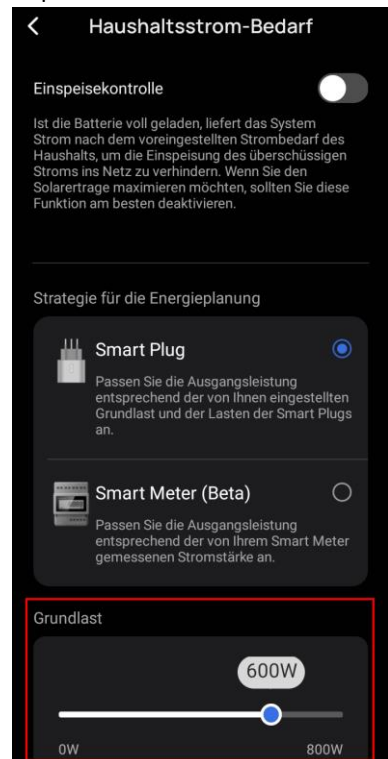 Haushaltsstrom-Bedarf
Einspeisekontrolle
Ist die Batterie voll geladen, liefert das System
Strom nach dem voreingestellten Strombedarf des
Haushalts, um die Einspeisung des überschüssigen
Stroms ins Netz zu verhindern. Wenn Sie den
Solarertrage maximieren möchten, sollten Sie diese
Funktion am besten deaktivieren.
Strategie für die Energieplanung
Smart Plug
Passen Sie die Ausgangsleistung
entsprechend der von Ihnen eingestellten
Grundlast und der Lasten der Smart Plugs
an.
Smart Meter (Beta)
Passen Sie die Ausgangsleistung
entsprechend der von Ihrem Smart Meter
gemessenen Stromstärke an.
Grundlast
600W
0W 800W